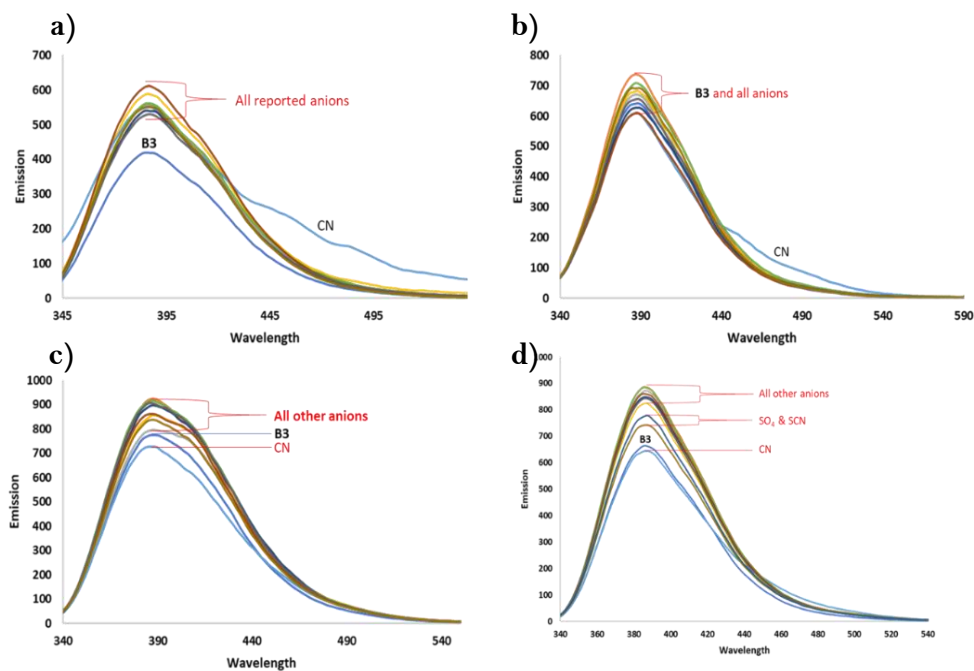 a)
700
600
500
400
300
200
100
0
Emission
All reported anions
B3
CN
345 395 445 495
Wavelength
b)
800
700
600
500
400
300
200
100
0
Emission
B3 and all anions
CN
340 390 440 490 540 590
Wavelength
c)
1000
900
800
700
600
500
400
300
200
100
0
Emission
All other anions
B3
CN
340 390 440 490 540
Wavelength
d)
1000
900
800
700
600
500
400
300
200
100
0
Emission
All other anions
SO₄ & SCN
B3
CN
340 360 380 400 420 440 460 480 500 520 540
Wavelength